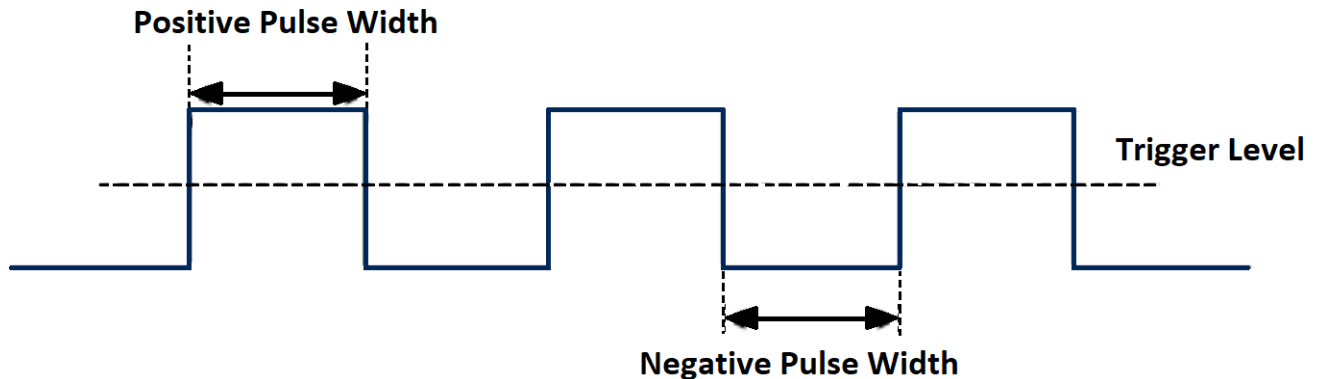 Positive Pulse Width
Trigger Level
Negative Pulse Width